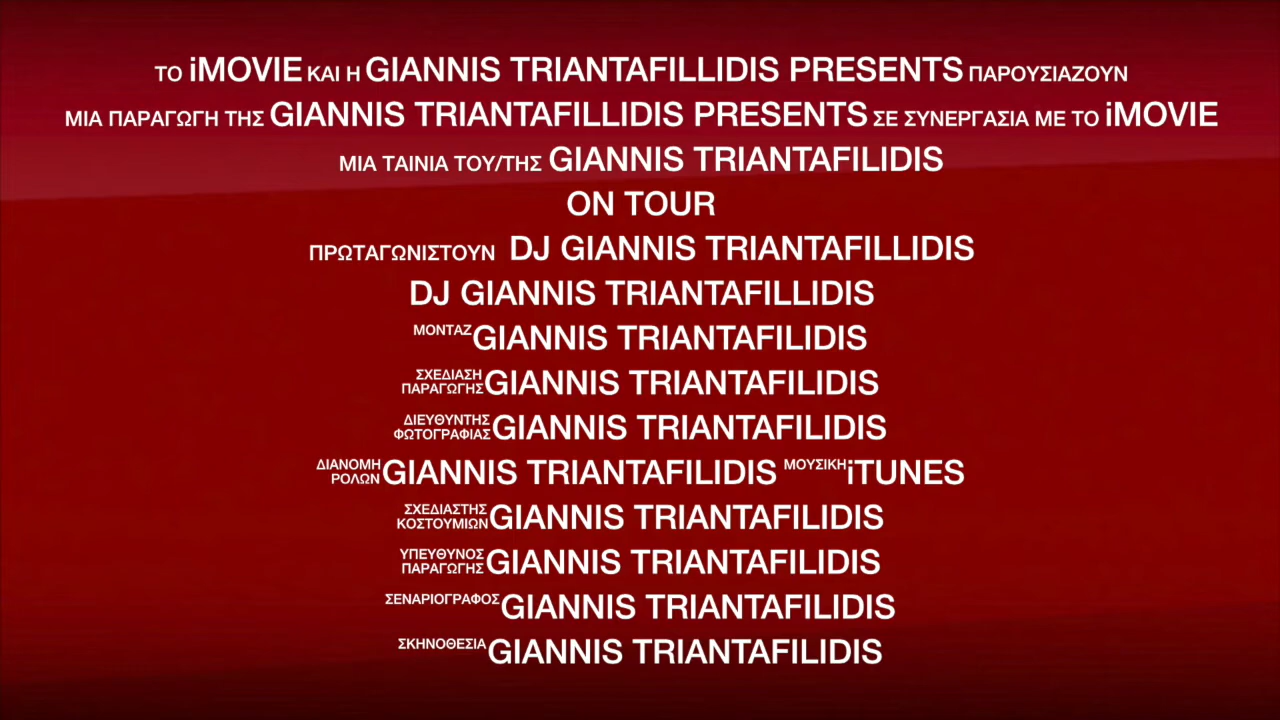 ΤΟ iMOVIE ΚΑΙ Η GIANNIS TRIANTAFILLIDIS PRESENTS ΠΑΡΟΥΣΙΑΖΟΥΝ
ΜΙΑ ΠΑΡΑΓΩΓΗ ΤΗΣ GIANNIS TRIANTAFILLIDIS PRESENTS ΣΕ ΣΥΝΕΡΓΑΣΙΑ ΜΕ ΤΟ iMOVIE
ΜΙΑ ΤΑΙΝΙΑ ΤΟΥ/ΤΗΣ GIANNIS TRIANTAFILIDIS
ON TOUR
ΠΡΩΤΑΓΩΝΙΣΤΟΥΝ DJ GIANNIS TRIANTAFILLIDIS
DJ GIANNIS TRIANTAFILLIDIS
ΜΟΝΤΑΖ GIANNIS TRIANTAFILIDIS
ΣΧΕΔΙΑΣΗ ΠΑΡΑΓΩΓΗΣ GIANNIS TRIANTAFILIDIS
ΔΙΕΥΘΥΝΤΗΣ ΦΩΤΟΓΡΑΦΙΑΣ GIANNIS TRIANTAFILIDIS
ΔΙΑΝΟΜΗ ΡΟΛΩΝ GIANNIS TRIANTAFILIDIS ΜΟΥΣΙΚΗ iTUNES
ΣΧΕΔΙΑΣΤΗΣ ΚΟΣΤΟΥΜΙΩΝ GIANNIS TRIANTAFILIDIS
ΥΠΕΥΘΥΝΟΣ ΠΑΡΑΓΩΓΗΣ GIANNIS TRIANTAFILIDIS
ΣΕΝΑΡΙΟΓΡΑΦΟΣ GIANNIS TRIANTAFILIDIS
ΣΚΗΝΟΘΕΣΙΑ GIANNIS TRIANTAFILIDIS